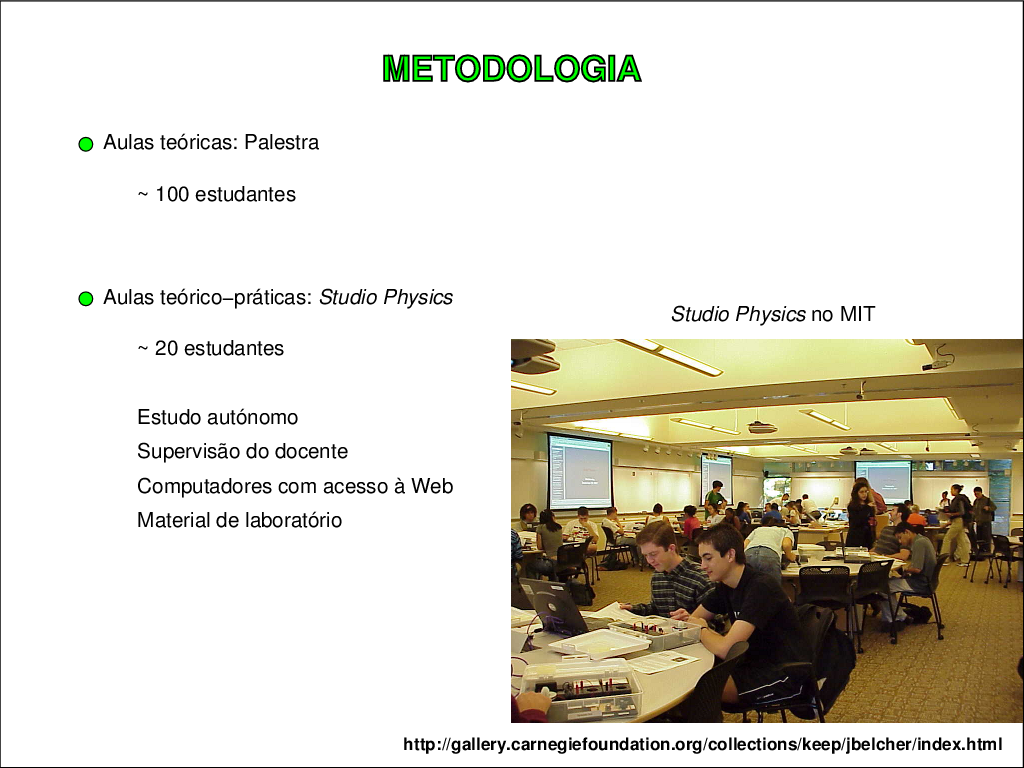 METODOLOGIA
Aulas teóricas: Palestra
~ 100 estudantes
Aulas teórico–práticas: Studio Physics
~ 20 estudantes
Estudo autónomo
Supervisão do docente
Computadores com acesso à Web
Material de laboratório
Studio Physics no MIT
http://gallery.carnegiefoundation.org/collections/keep/jbelcher/index.html